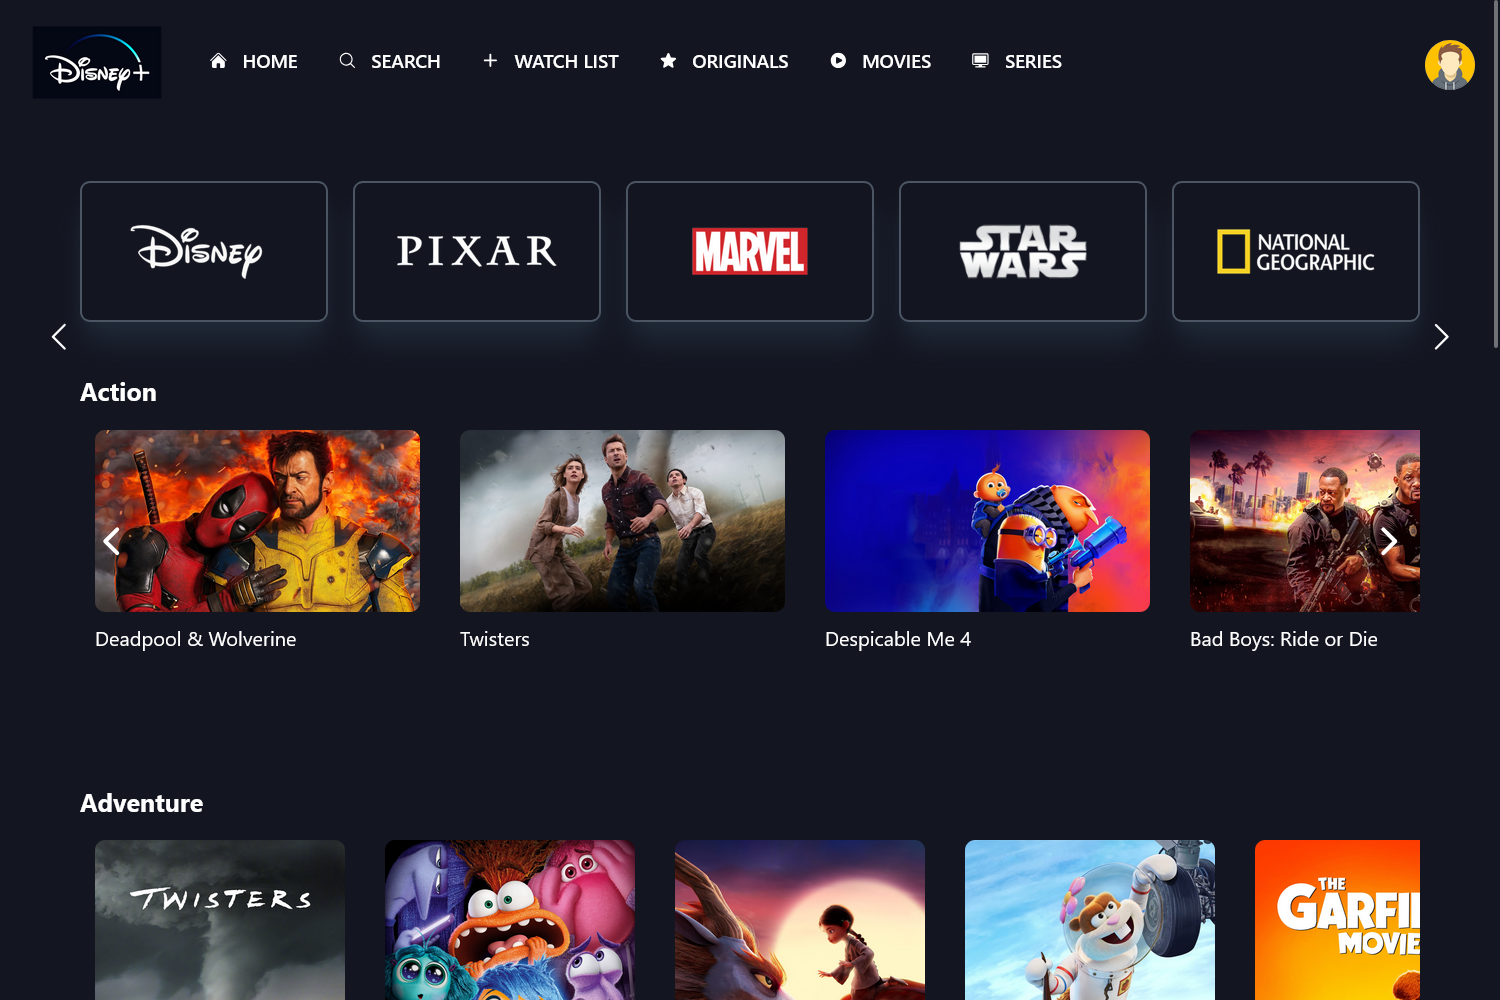 Disney+
HOME
SEARCH
WATCH LIST
ORIGINALS
MOVIES
SERIES
Disney
PIXAR
MARVEL
STAR
WARS
NATIONAL
GEOGRAPHIC
Action
Deadpool & Wolverine
Twisters
Despicable Me 4
Bad Boys: Ride or Die
Adventure
TWISTERS
THE
GARFI
MOVIE